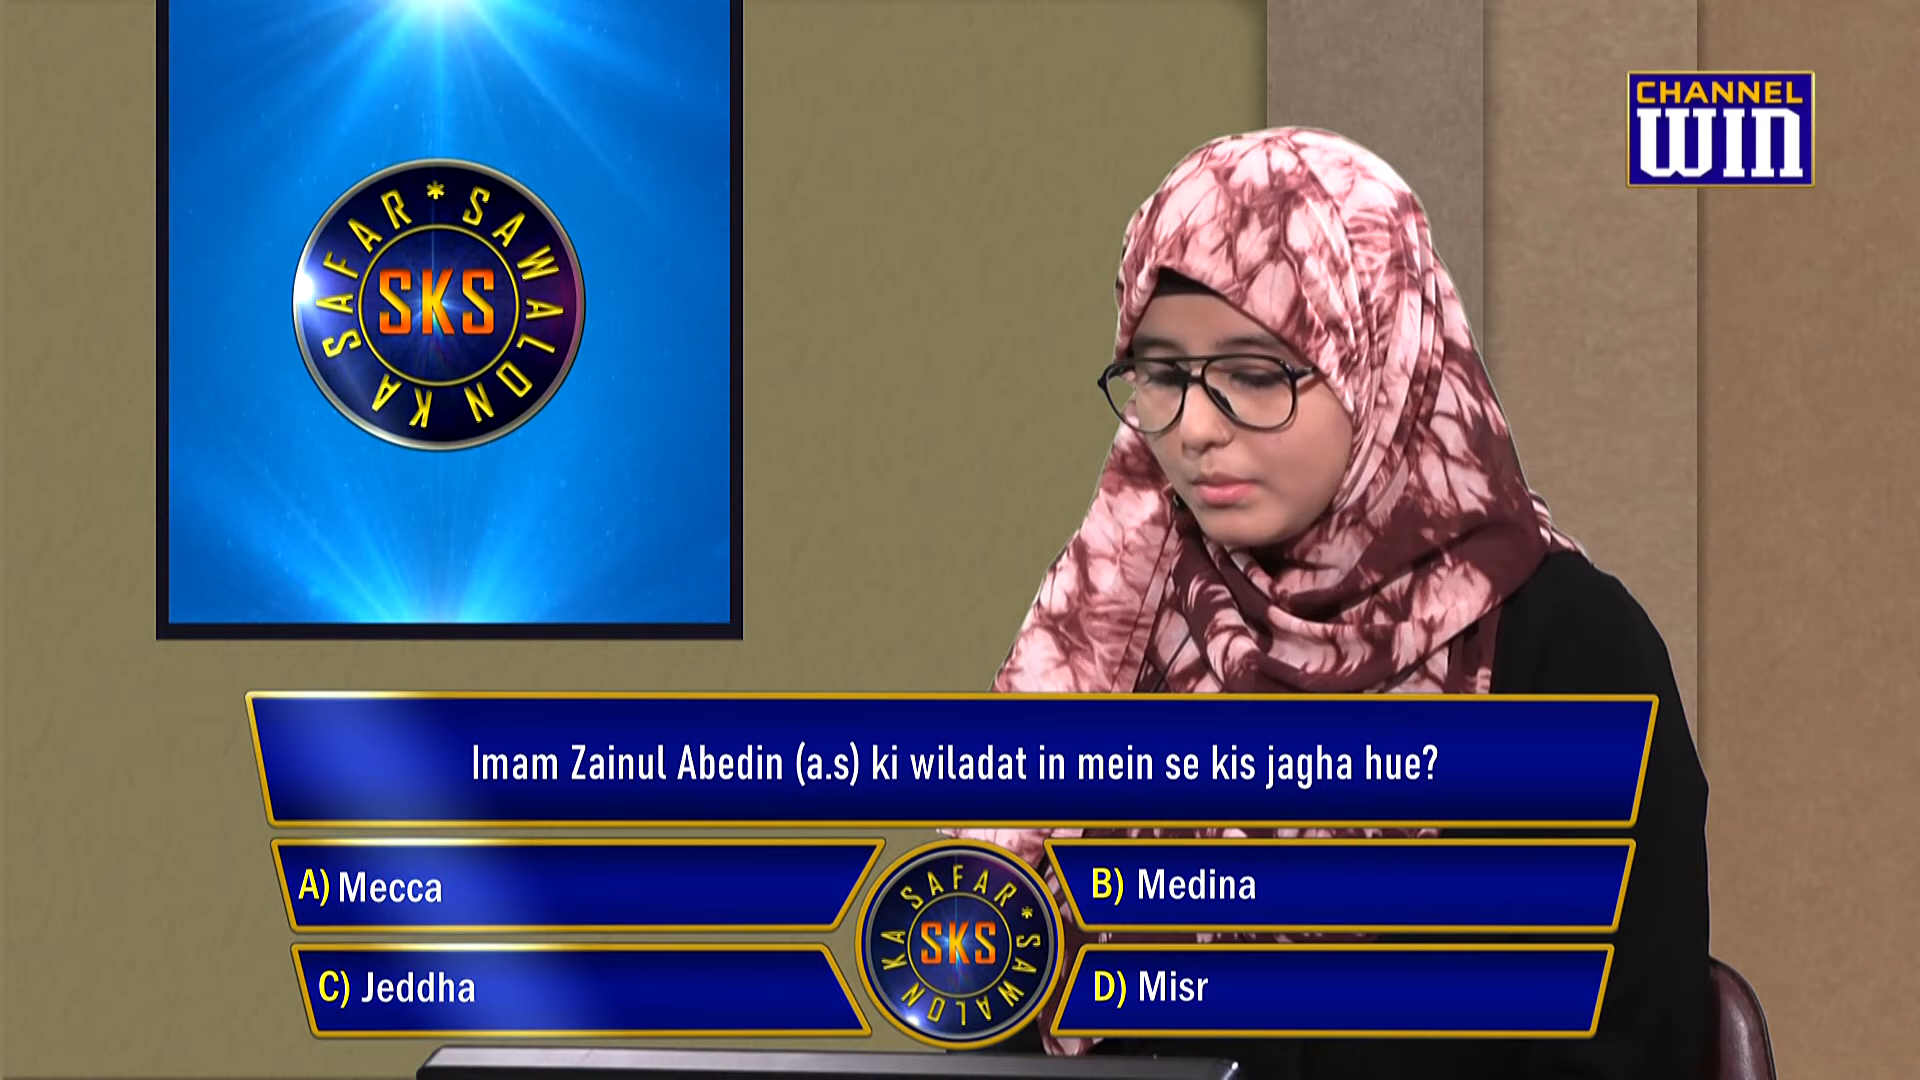 CHANNEL
WIN
SAFAR * SAWALON KA
SKS
Imam Zainul Abedin (a.s) ki wiladat in mein se kis jagha hue?
A) Mecca
B) Medina
SAFAR * SAWALON KA
SKS
C) Jeddha
D) Misr